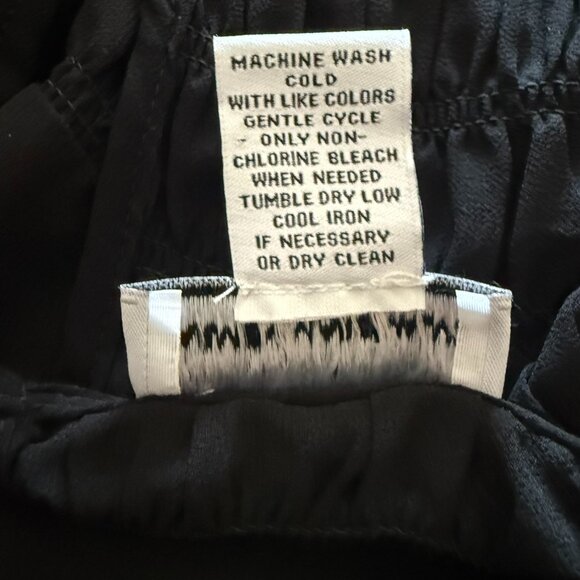 MACHINE WASH
COLD
WITH LIKE COLORS
GENTLE CYCLE
- ONLY NON-
CHLORINE BLEACH
WHEN NEEDED
TUMBLE DRY LOW
COOL IRON
IF NECESSARY
OR DRY CLEAN